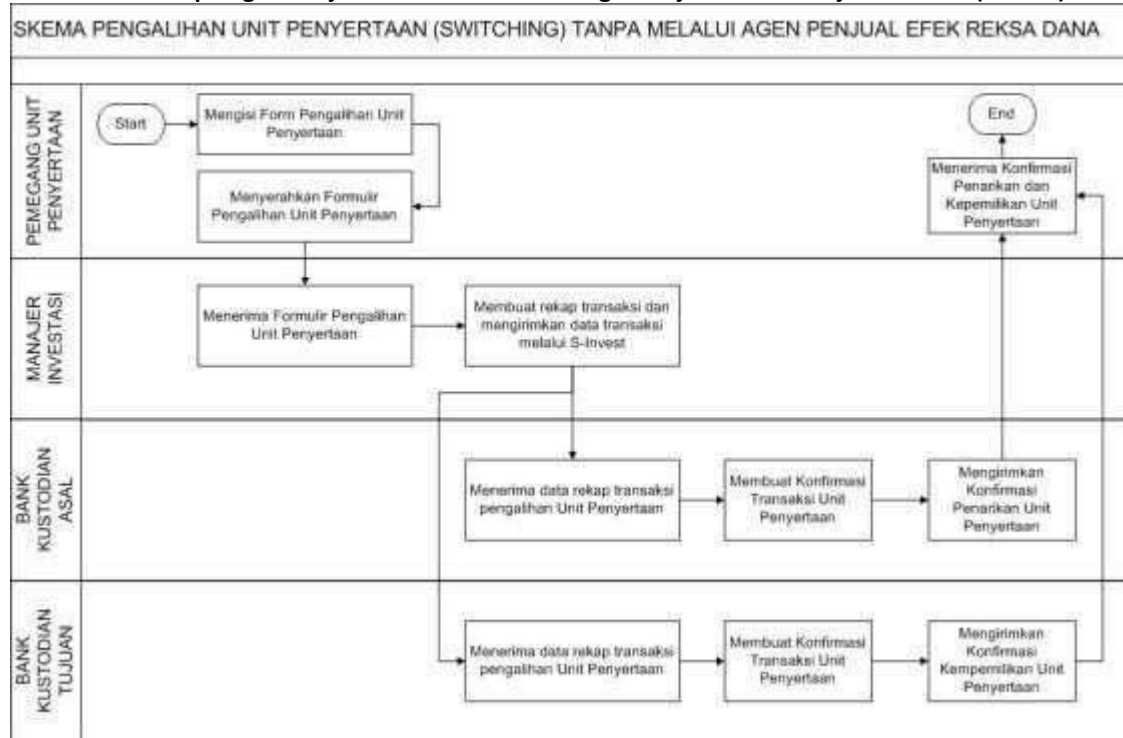 SKEMA PENGALIHAN UNIT PENYERTAAN (SWITCHING) TANPA MELALUI AGEN PENJUAL EFEK REKSA DANA
PEMEGANG UNIT
PENYERTAAN
Start
Mengisi Form Pengalihan Unit
Penyertaan
Menyerahkan Formulir
Pengalihan Unit Penyertaan
End
Menerima Konfirmasi
Penarikan dan
Kepemilikan Unit
Penyertaan
MANAJER
INVESTASI
Menerima Formulir Pengalihan
Unit Penyertaan
Membuat rekap transaksi dan
mengirimkan data transaksi
melalui S-Invest
BANK
KUSTODIAN
ASAL
Menerima data rekap transaksi
pengalihan Unit Penyertaan
Membuat Konfirmasi
Transaksi Unit
Penyertaan
Mengirimkan
Konfirmasi
Penarikan Unit
Penyertaan
BANK
KUSTODIAN
TUJUAN
Menerima data rekap transaksi
pengalihan Unit Penyertaan
Membuat Konfirmasi
Transaksi Unit
Penyertaan
Mengirimkan
Konfirmasi
Kempemilikan Unit
Penyertaan